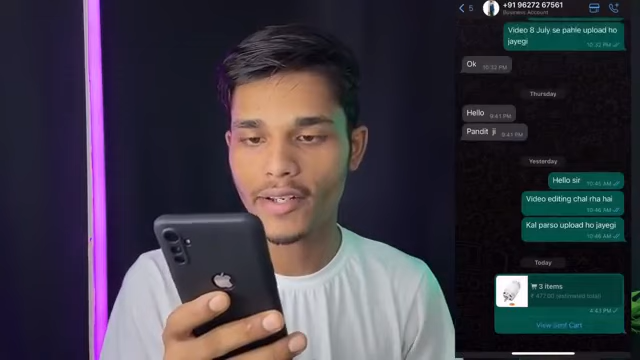 5
+91 96272 67561
Business Account
Video 8 July se pahle upload ho
jayegi
10:32 PM
Ok
10:32 PM
Thursday
Hello
9:41 PM
Pandit ji
9:41 PM
Yesterday
Hello sir
10:45 AM
Video editing chal rha hai
10:46 AM
Kal parso upload ho jayegi
10:46 AM
Today
3 items
₹ 477.00 (estimated total)
4:43 PM
View sent Cart